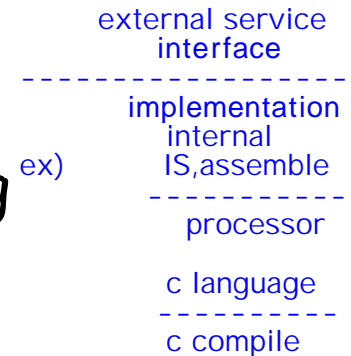 external service
interface
- - - - - - - - - - - - - - - - - -
implementation
internal
ex) IS,assemble
- - - - - - - - - - -
processor
c language
- - - - - - - - - -
c compile